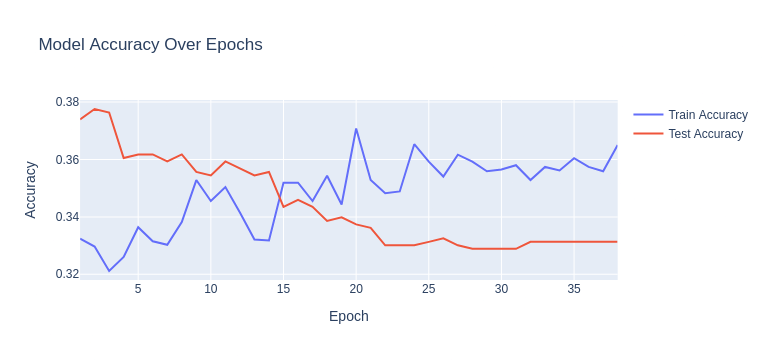 Model Accuracy Over Epochs
0.38
0.36
0.34
0.32
Accuracy
5 10 15 20 25 30 35
Epoch
Train Accuracy
Test Accuracy